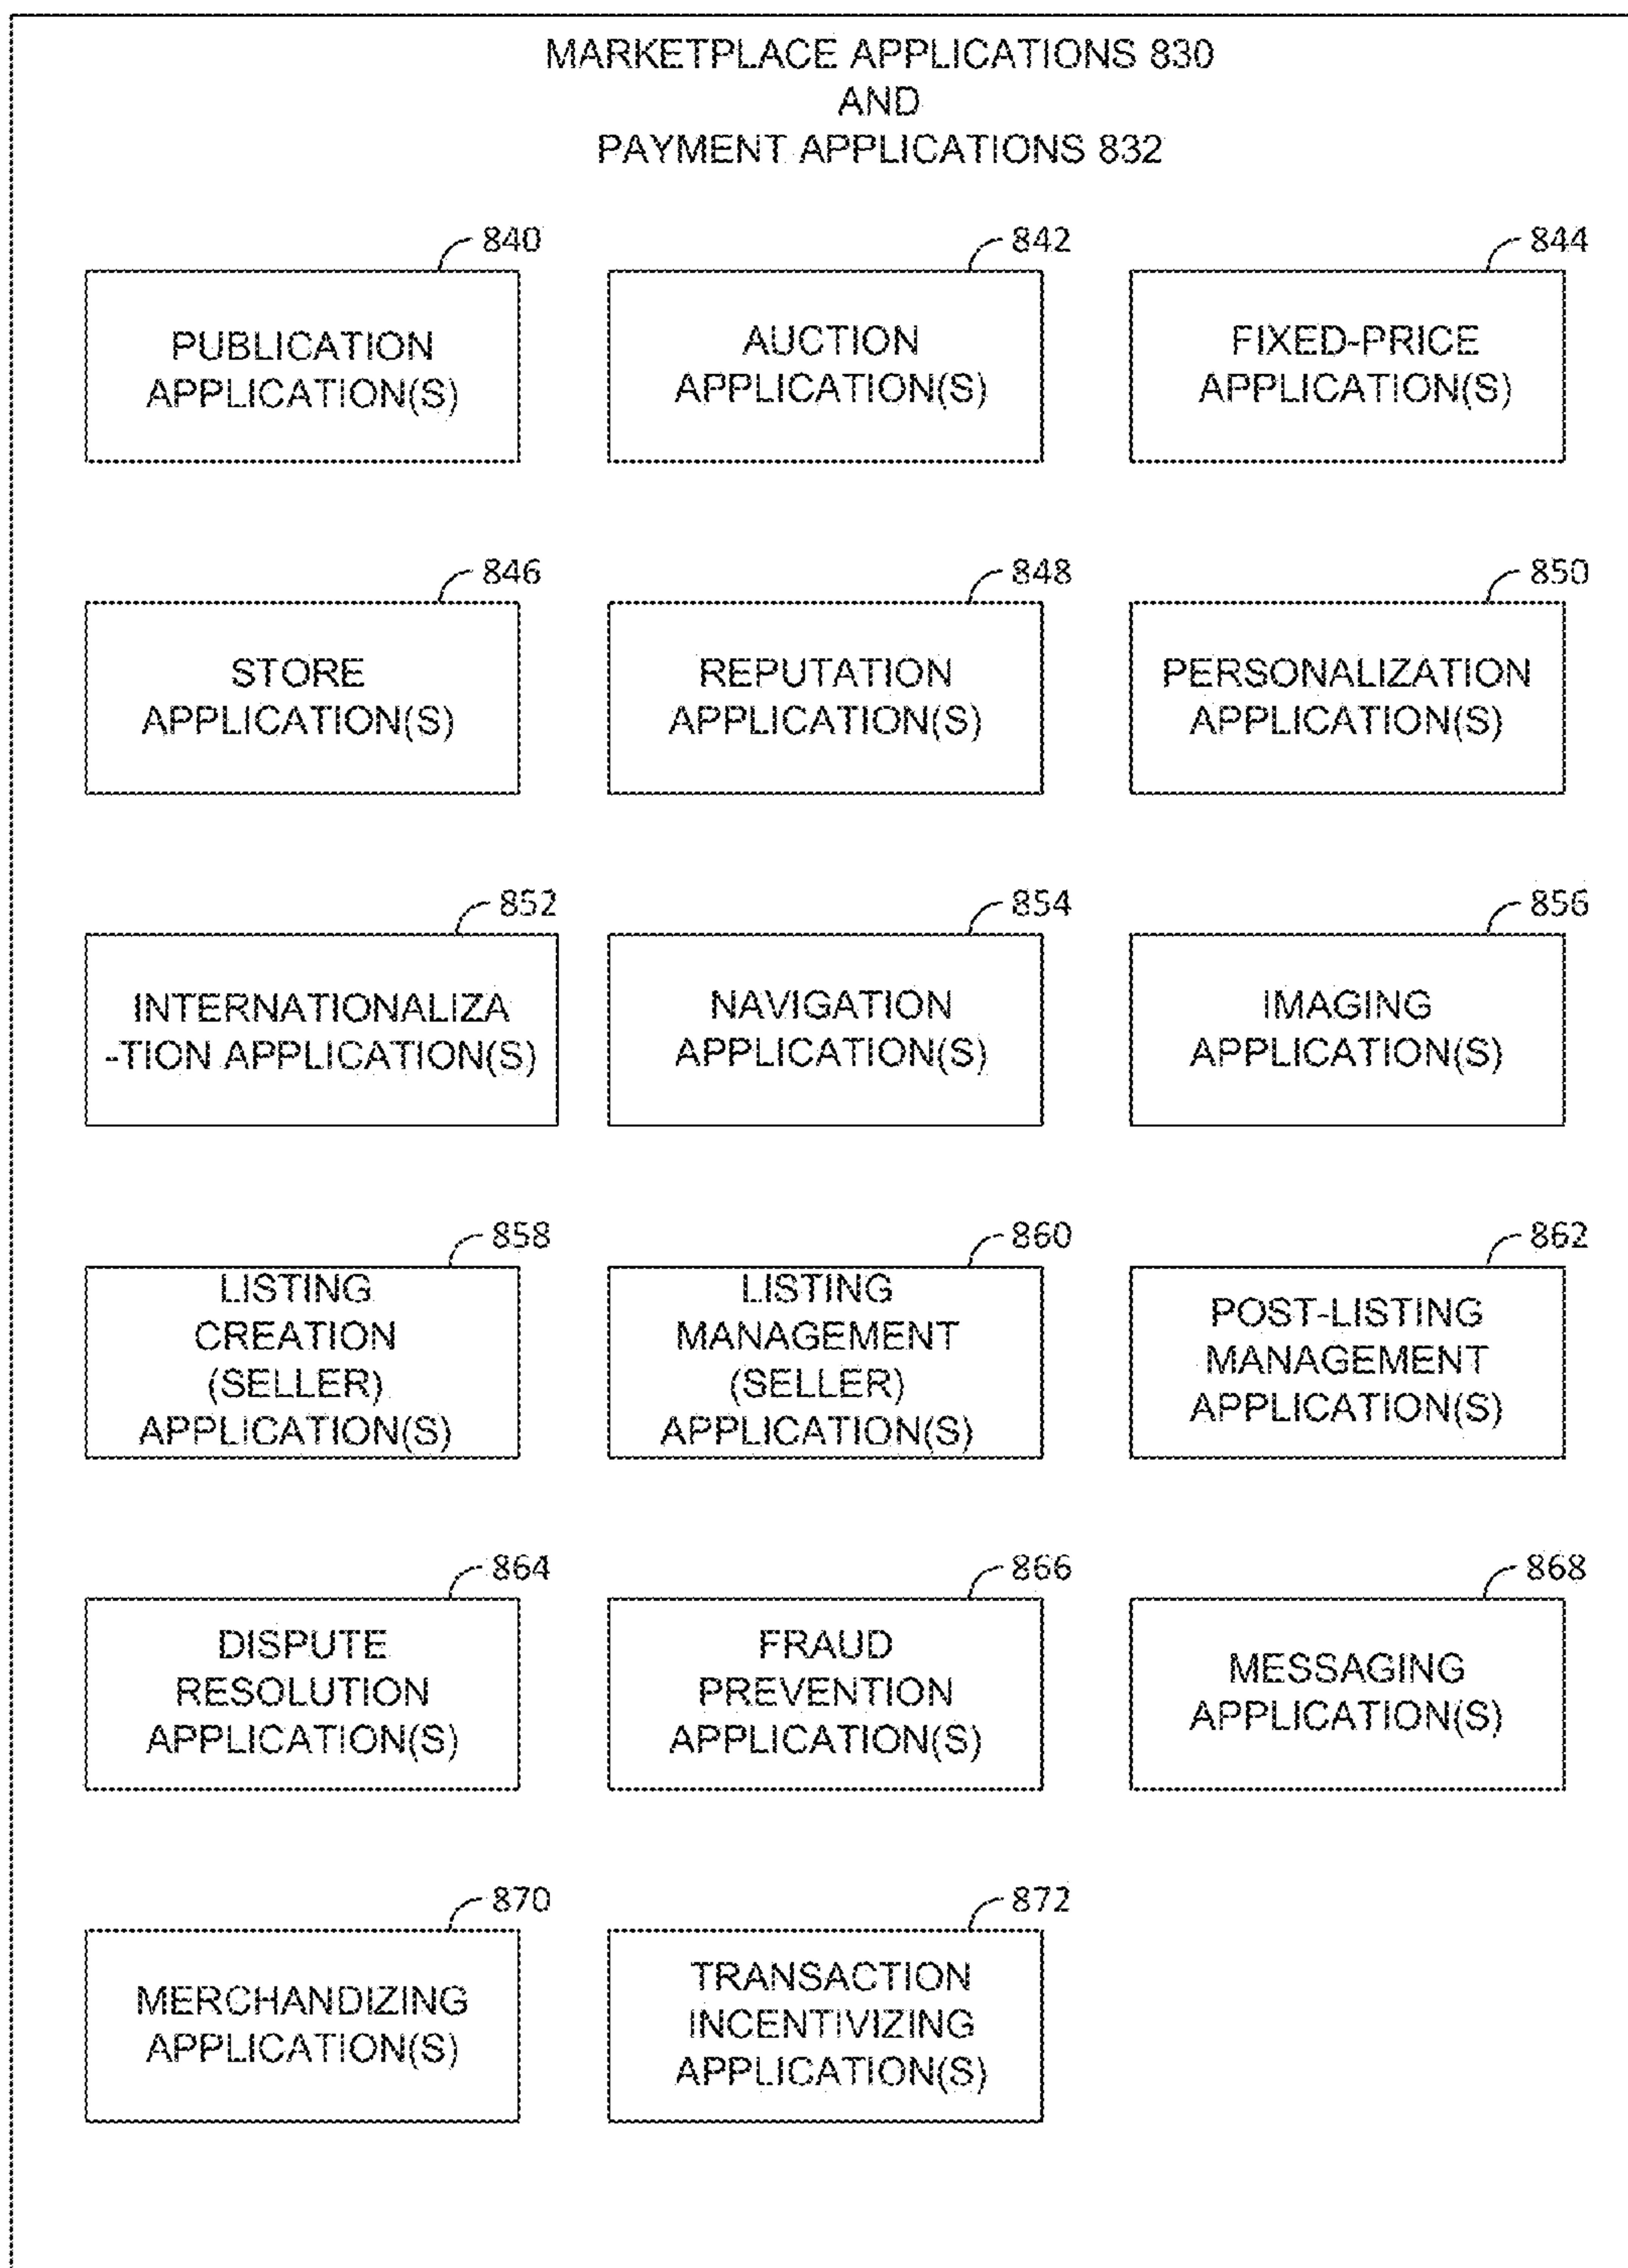 MARKETPLACE APPLICATIONS 830
AND
PAYMENT APPLICATIONS 832
840
PUBLICATION
APPLICATION(S)
842
AUCTION
APPLICATION(S)
844
FIXED-PRICE
APPLICATION(S)
846
STORE
APPLICATION(S)
848
REPUTATION
APPLICATION(S)
850
PERSONALIZATION
APPLICATION(S)
852
INTERNATIONALIZA
-TION APPLICATION(S)
854
NAVIGATION
APPLICATION(S)
856
IMAGING
APPLICATION(S)
858
LISTING
CREATION
(SELLER)
APPLICATION(S)
860
LISTING
MANAGEMENT
(SELLER)
APPLICATION(S)
862
POST-LISTING
MANAGEMENT
APPLICATION(S)
864
DISPUTE
RESOLUTION
APPLICATION(S)
866
FRAUD
PREVENTION
APPLICATION(S)
868
MESSAGING
APPLICATION(S)
870
MERCHANDIZING
APPLICATION(S)
872
TRANSACTION
INCENTIVIZING
APPLICATION(S)